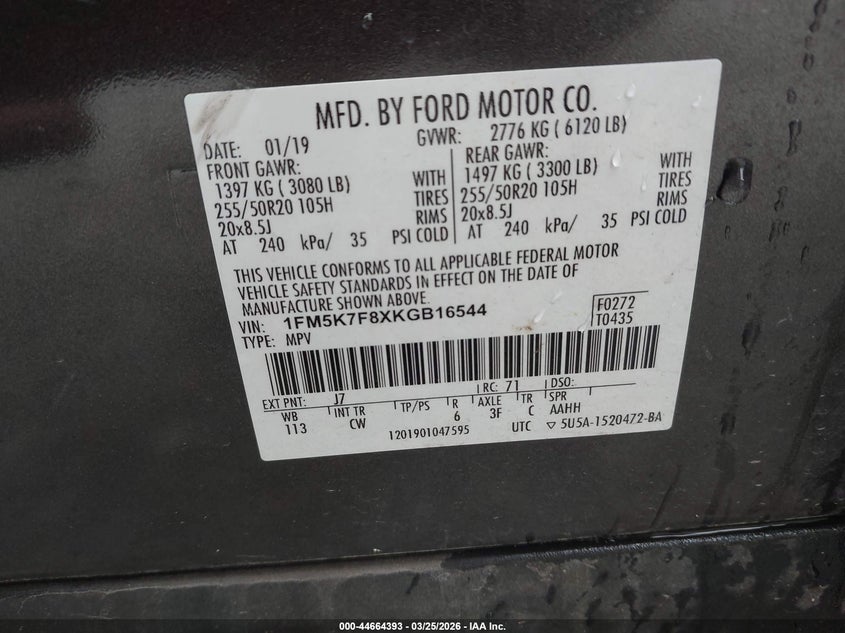 MFD. BY FORD MOTOR CO.
DATE: 01/19 GVWR: 2776 KG ( 6120 LB)
FRONT GAWR: REAR GAWR:
1397 KG ( 3080 LB) WITH 1497 KG ( 3300 LB) WITH
255/50R20 105H TIRES 255/50R20 105H TIRES
20x8.5J RIMS 20x8.5J RIMS
AT 240 kPa/ 35 PSI COLD AT 240 kPa/ 35 PSI COLD
THIS VEHICLE CONFORMS TO ALL APPLICABLE FEDERAL MOTOR
VEHICLE SAFETY STANDARDS IN EFFECT ON THE DATE OF
MANUFACTURE SHOWN ABOVE.
VIN: 1FM5K7F8XKGB16544 F0272
TYPE: MPV T0435
EXT PNT: J7 RC: 71 DSO:
WB INT TR TP/PS R AXLE TR SPR
113 CW 6 3F C AAHH
1201901047595 UTC ▽ 5U5A-1520472-BA
000-44664393 - 03/25/2026 - IAA Inc.